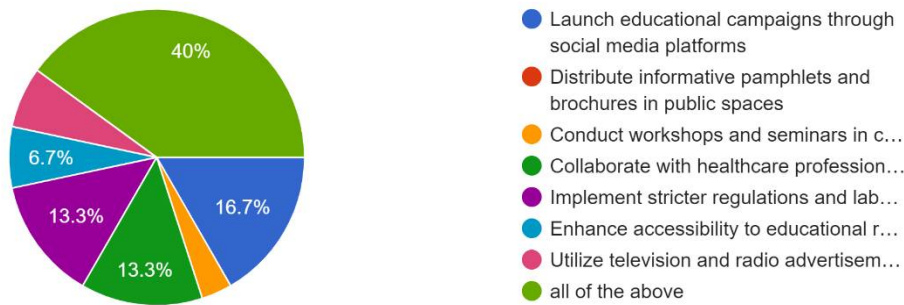 40%
6.7%
16.7%
13.3%
13.3%
Launch educational campaigns through
social media platforms
Distribute informative pamphlets and
brochures in public spaces
Conduct workshops and seminars in c…
Collaborate with healthcare profession…
Implement stricter regulations and lab…
Enhance accessibility to educational r…
Utilize television and radio advertisem…
all of the above